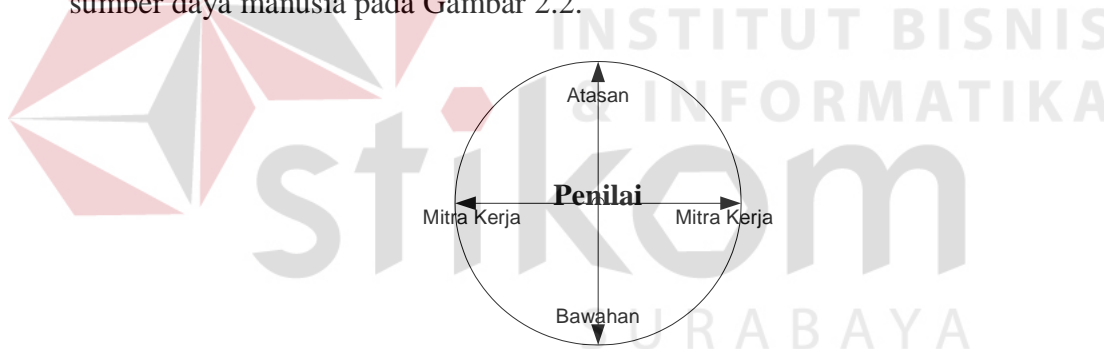 sumber daya manusia pada Gambar 2.2.
INSTITUT BISNIS
& INFORMATIKA
stikom
SURABAYA
Atasan
Penilai
Mitra Kerja
Mitra Kerja
Bawahan